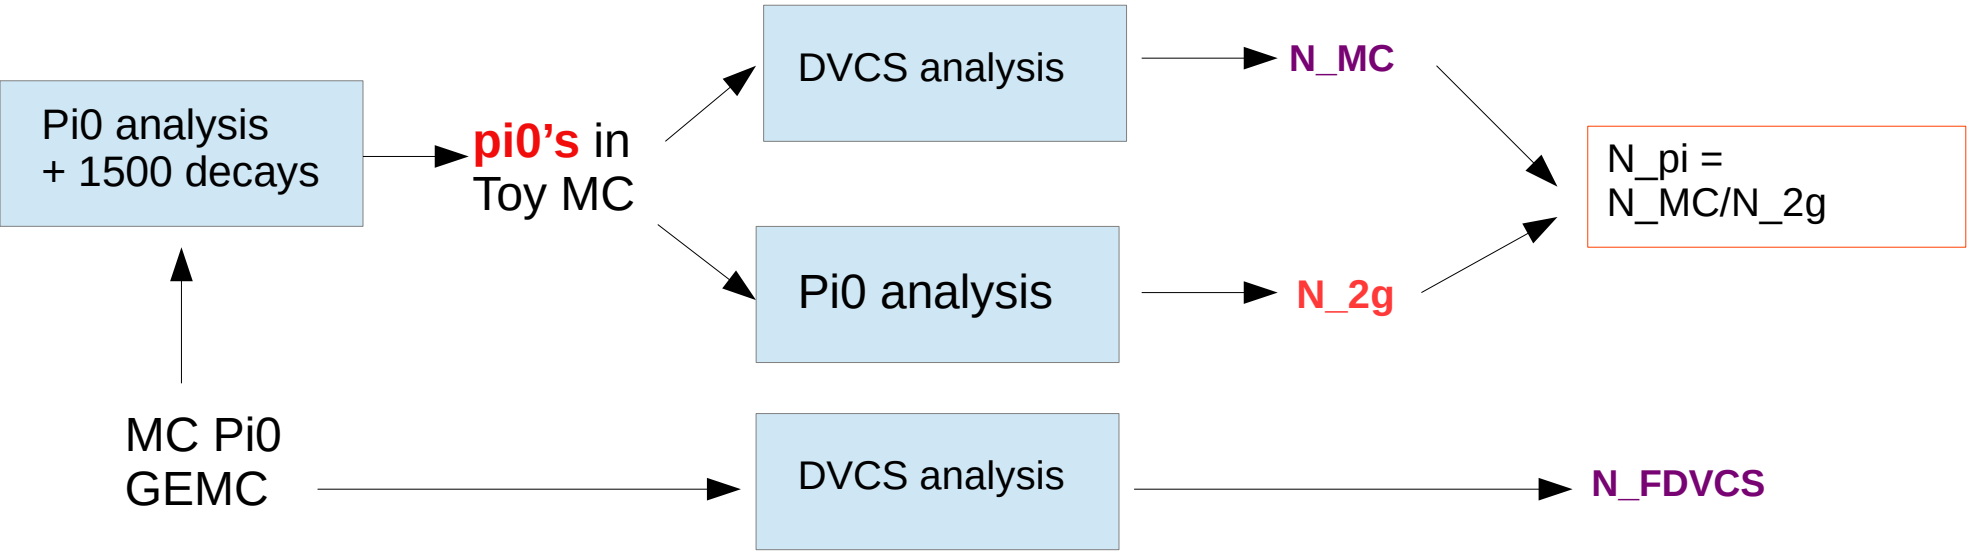 DVCS analysis
N_MC
Pi0 analysis
+ 1500 decays
pi0’s in
Toy MC
N_pi =
N_MC/N_2g
Pi0 analysis
N_2g
MC Pi0
GEMC
DVCS analysis
N_FDVCS